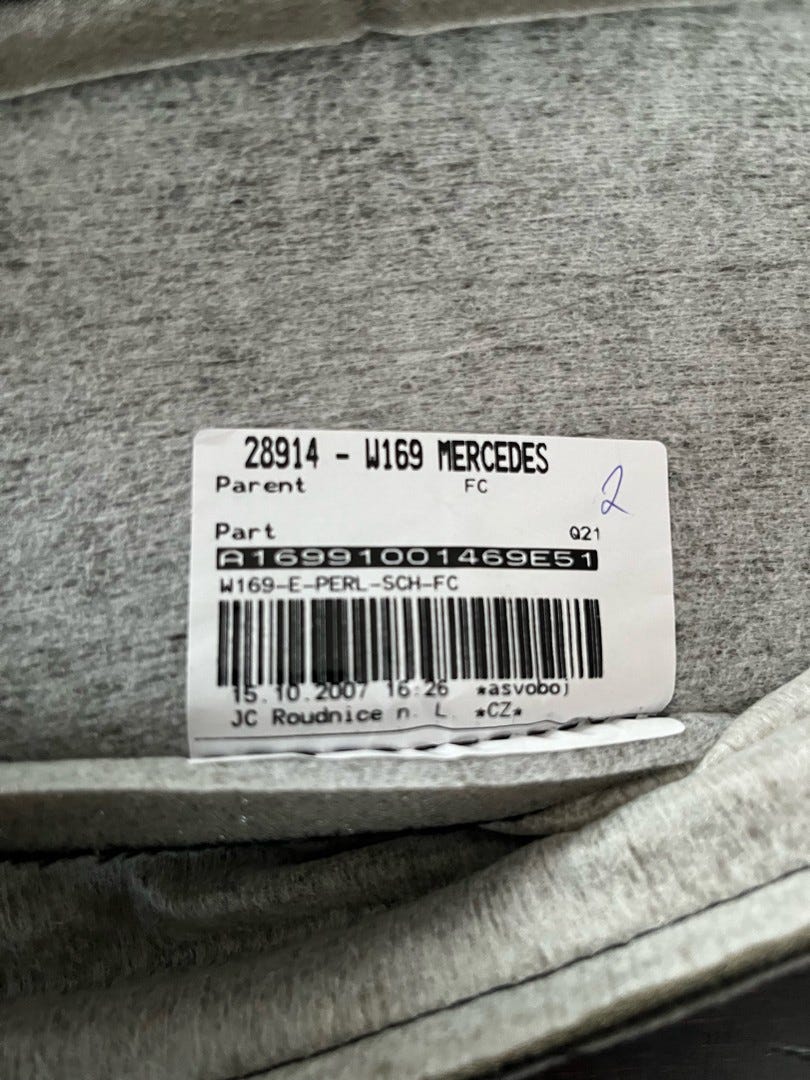 28914 - W169 MERCEDES
Parent FC
2
Part Q21
A16991001469E51
W169-E-PERL-SCH-FC
15.10.2007 16:26 *asvoboj
JC Roudnice n. L. *CZ*